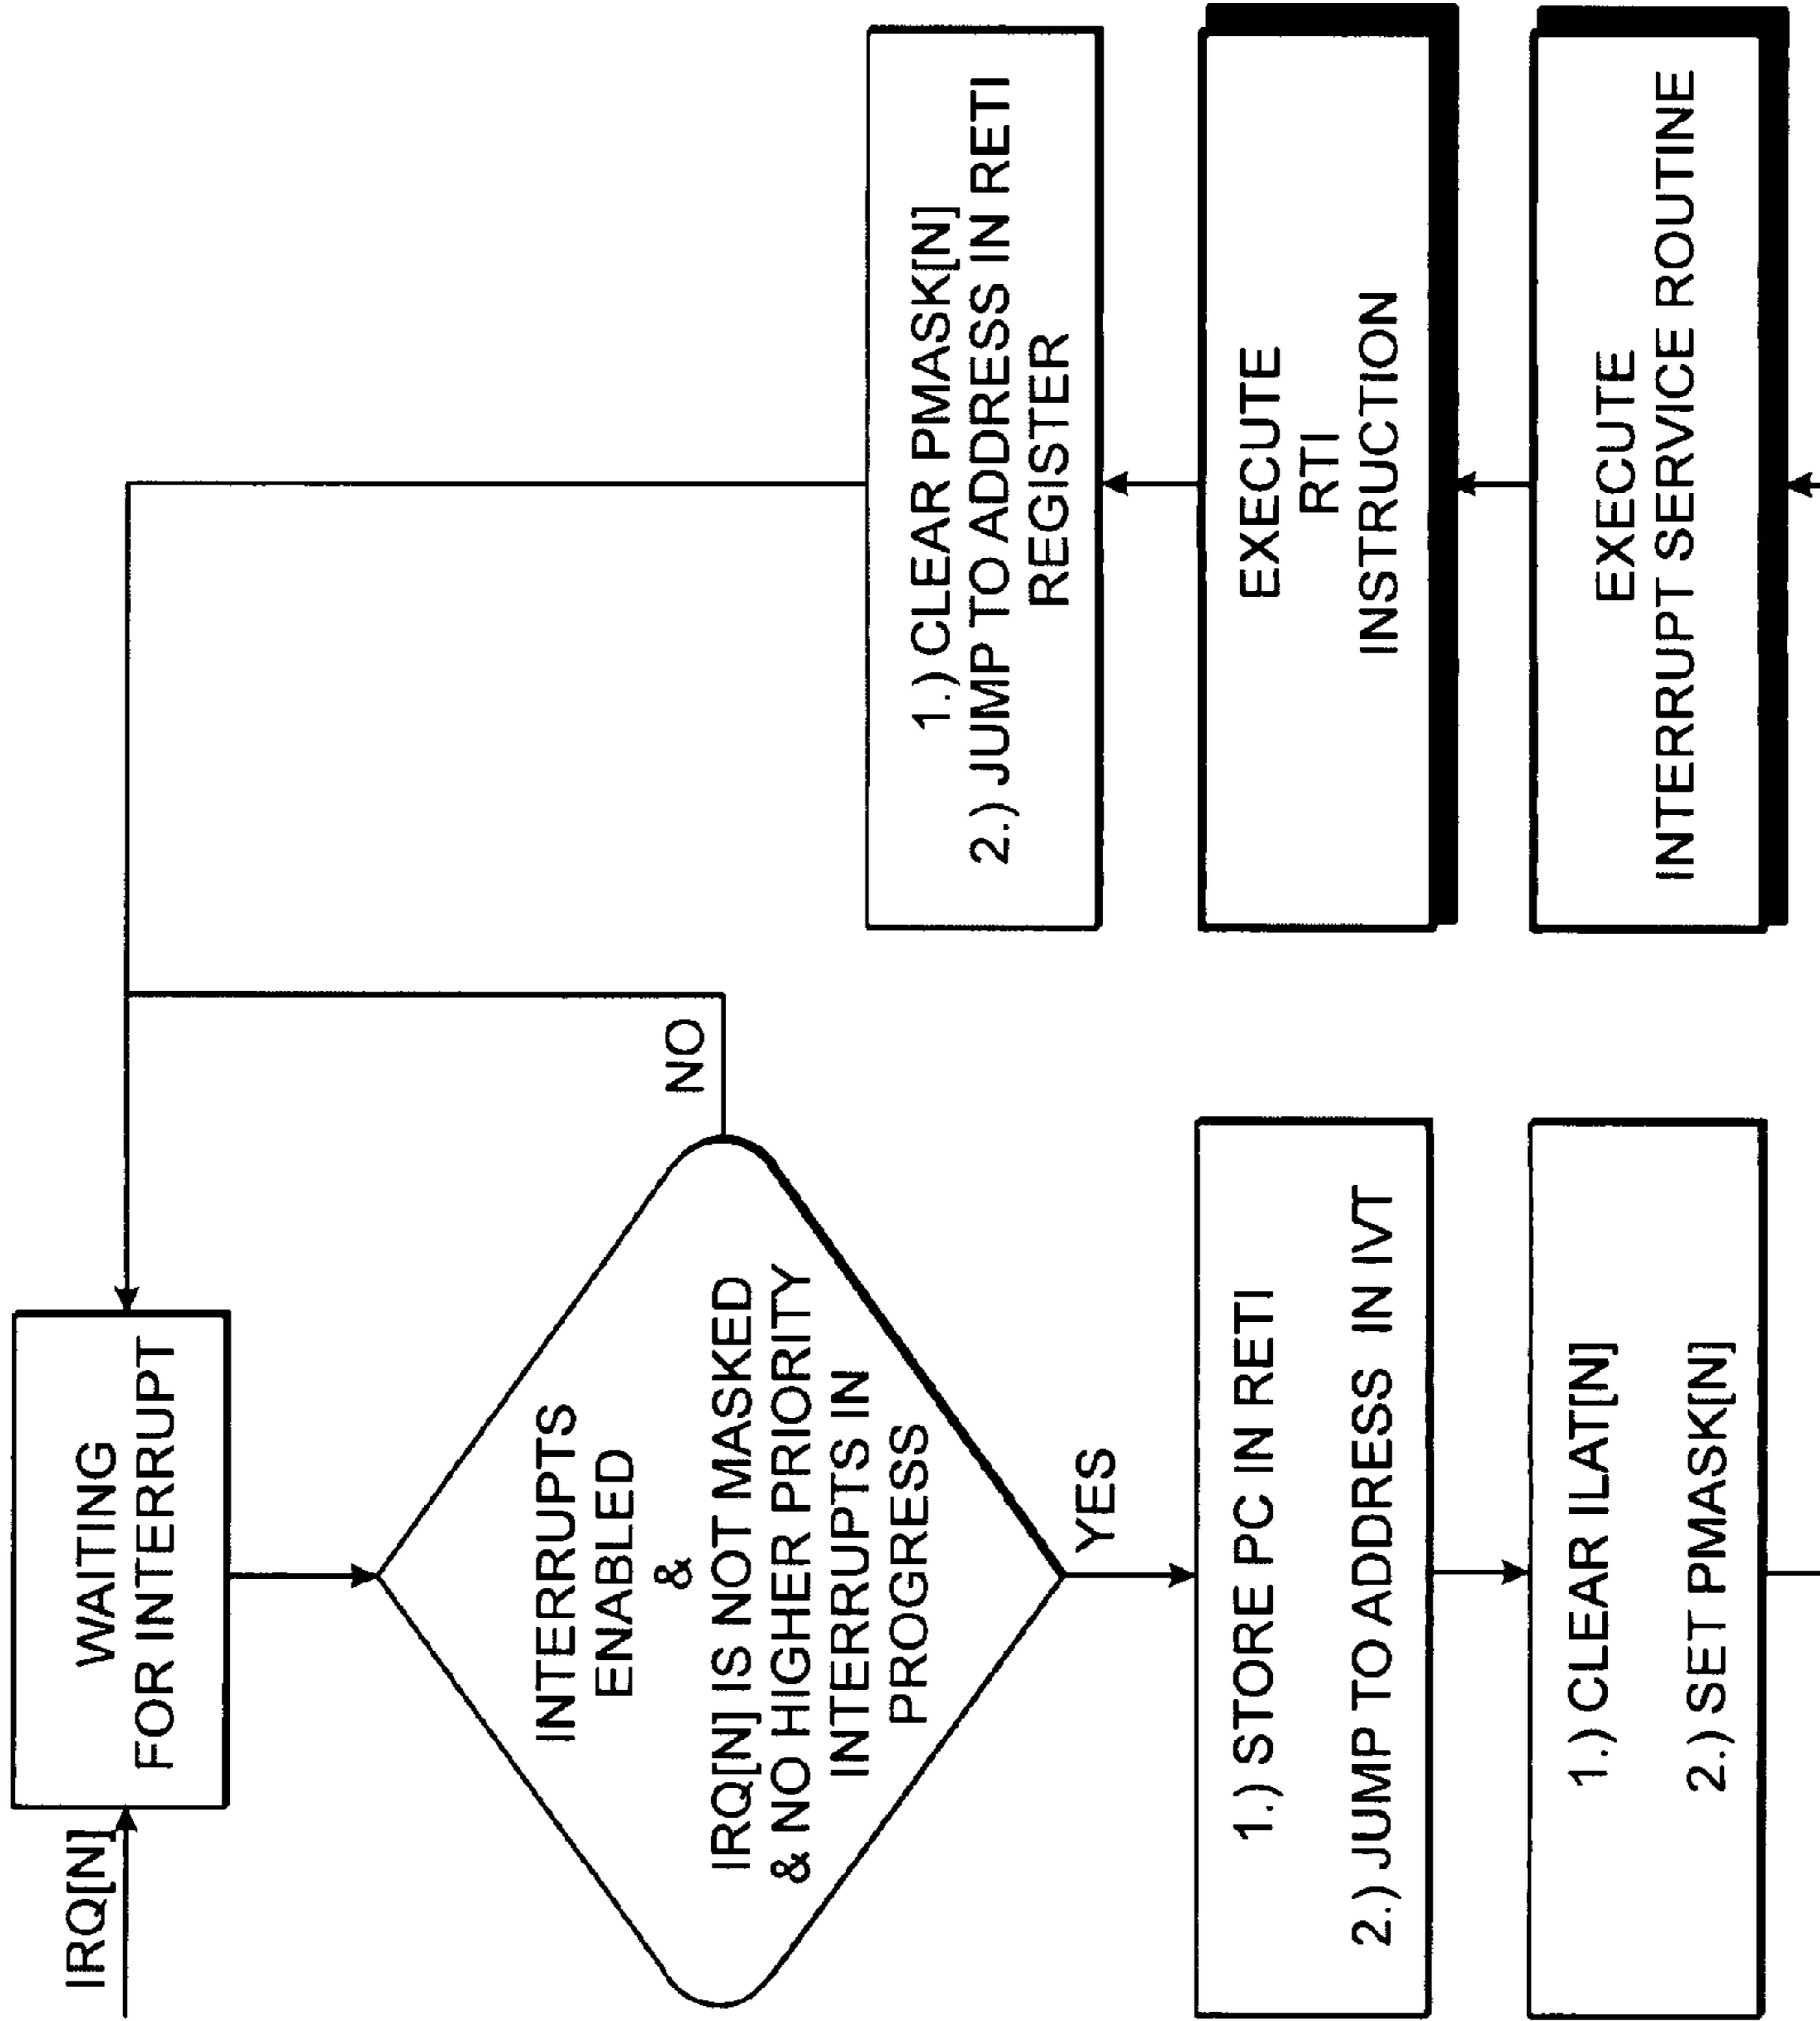 IRQ[N]
WAITING
FOR INTERRUPT
INTERRUPTS
ENABLED
&
IRQ[N] IS NOT MASKED
& NO HIGHER PRIORITY
INTERRUPTS IN
PROGRESS
NO
YES
1.) STORE PC IN RETI
2.) JUMP TO ADDRESS IN IVT
1.) CLEAR ILAT[N]
2.) SET PMASK[N]
1.) CLEAR PMASK[N]
2.) JUMP TO ADDRESS IN RETI
REGISTER
EXECUTE
RTI
INSTRUCTION
EXECUTE
INTERRUPT SERVICE ROUTINE